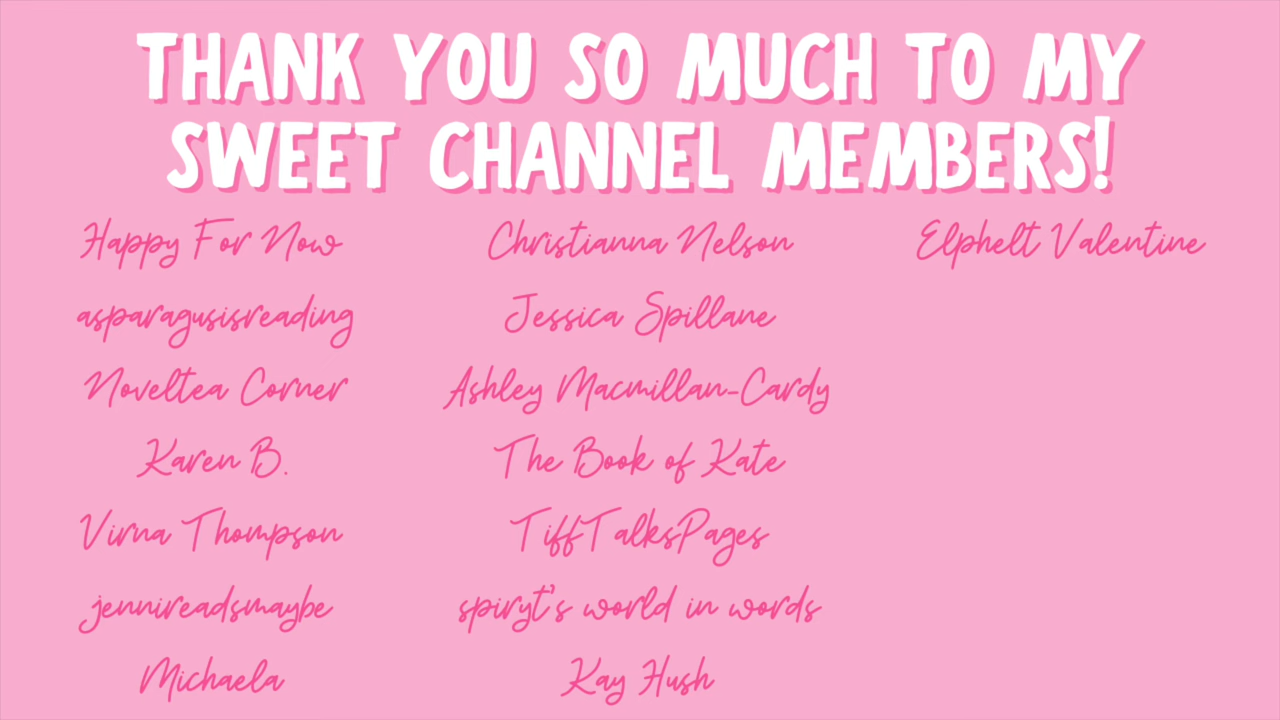 THANK YOU SO MUCH TO MY
SWEET CHANNEL MEMBERS!
Happy For Now
asparagusisreading
Noveltea Corner
Karen B.
Virna Thompson
jennireadsmaybe
Michaela
Christianna Nelson
Jessica Spillane
Ashley Macmillan-Cardy
The Book of Kate
TiffTalksPages
spiryt's world in words
Kay Hush
Elphelt Valentine